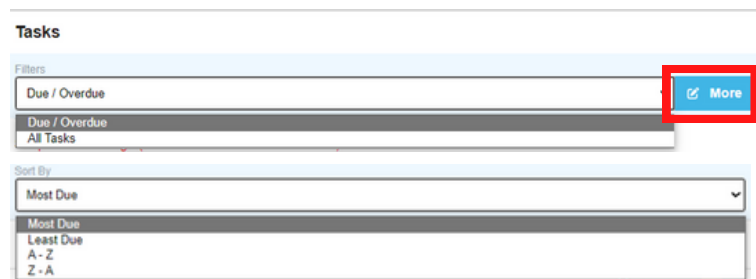 Tasks
Filters
Due / Overdue
More
Due / Overdue
All Tasks
Sort By
Most Due
Most Due
Least Due
A - Z
Z - A